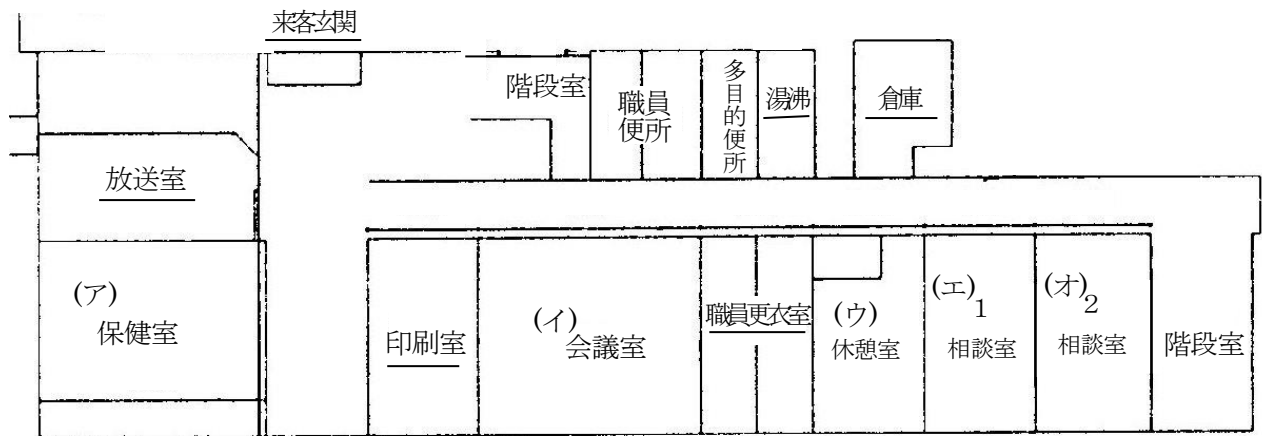 来客玄関
階段室
職員
便所
多目的便所
湯沸
倉庫
放送室
(ア)
保健室
印刷室
(イ)
会議室
職員更衣室
(ウ)
休憩室
(エ)1
相談室
(オ)2
相談室
階段室